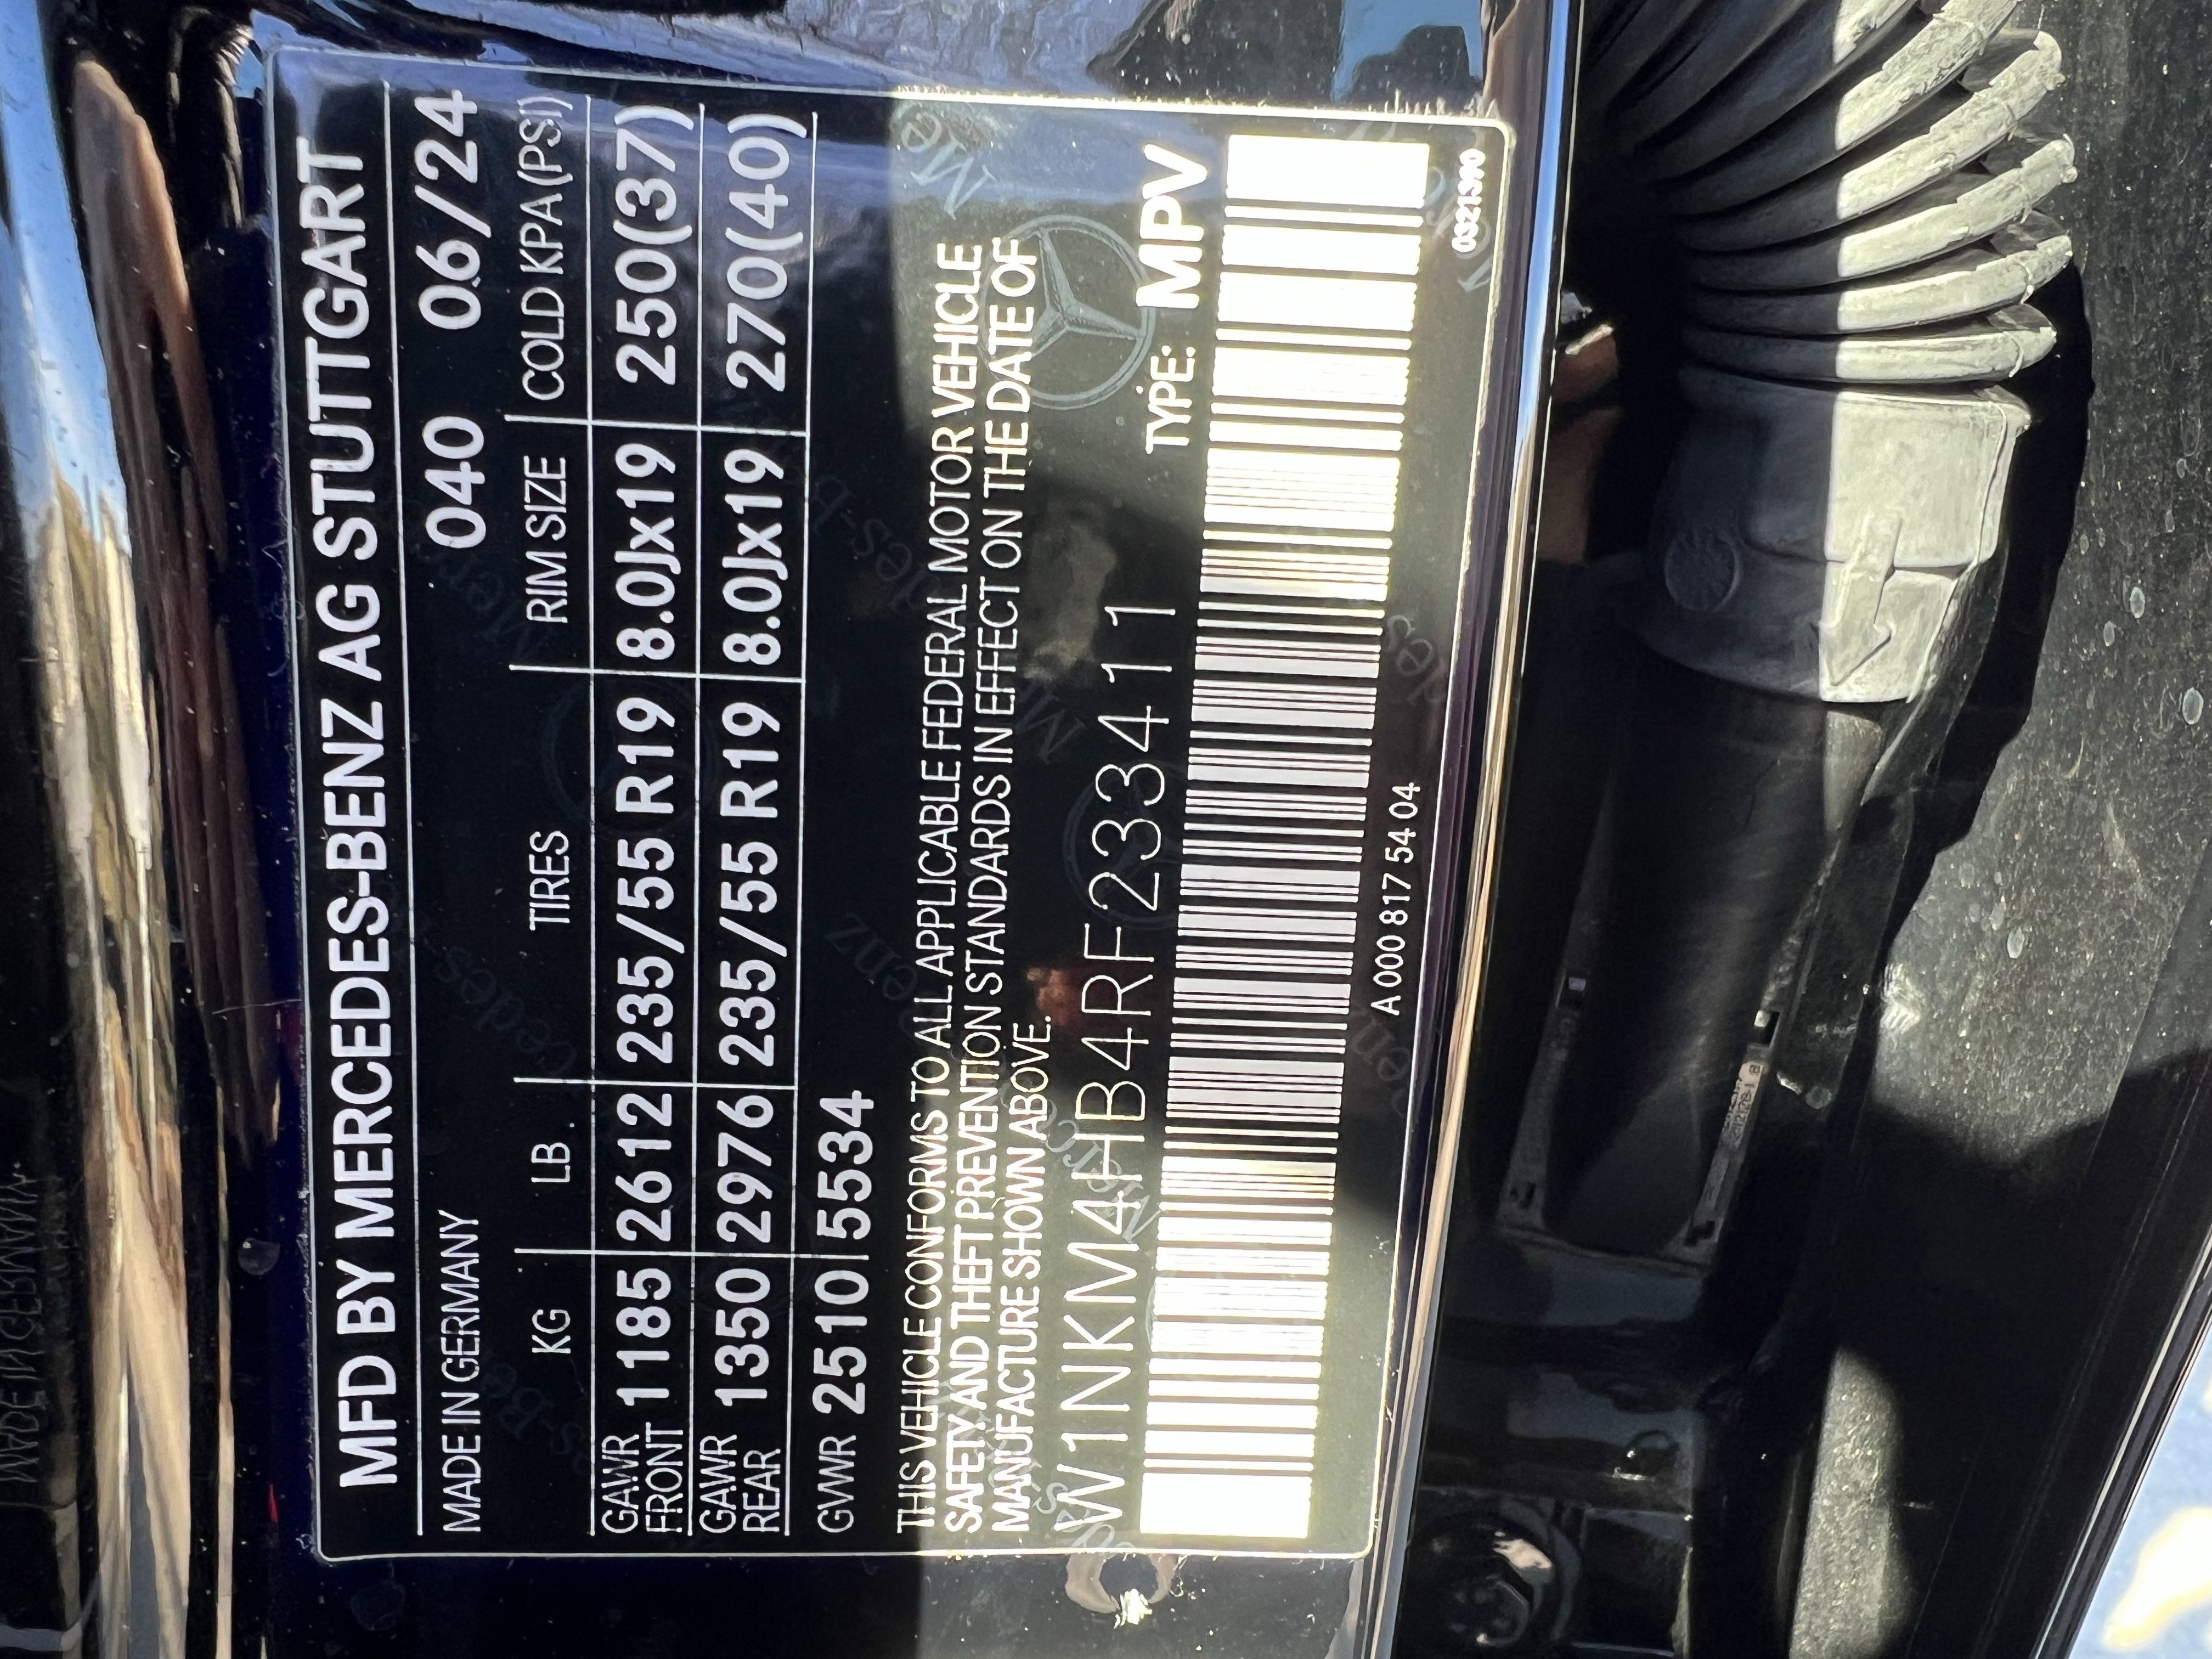 MFD BY MERCEDES-BENZ AG STUTTGART
MADE IN GERMANY 040 06/24
KG LB. TIRES RIM SIZE COLD KPA(PSI)
GAWR FRONT 1185 2612 235/55 R19 8.0Jx19 250(37)
GAWR REAR 1350 2976 235/55 R19 8.0Jx19 270(40)
GVWR 2510 5534
THIS VEHICLE CONFORMS TO ALL APPLICABLE FEDERAL MOTOR VEHICLE
SAFETY AND THEFT PREVENTION STANDARDS IN EFFECT ON THE DATE OF
MANUFACTURE SHOWN ABOVE.
W1NKM4HB4RF233411 TYPE: MPV
A 000 817 54 04
0321390